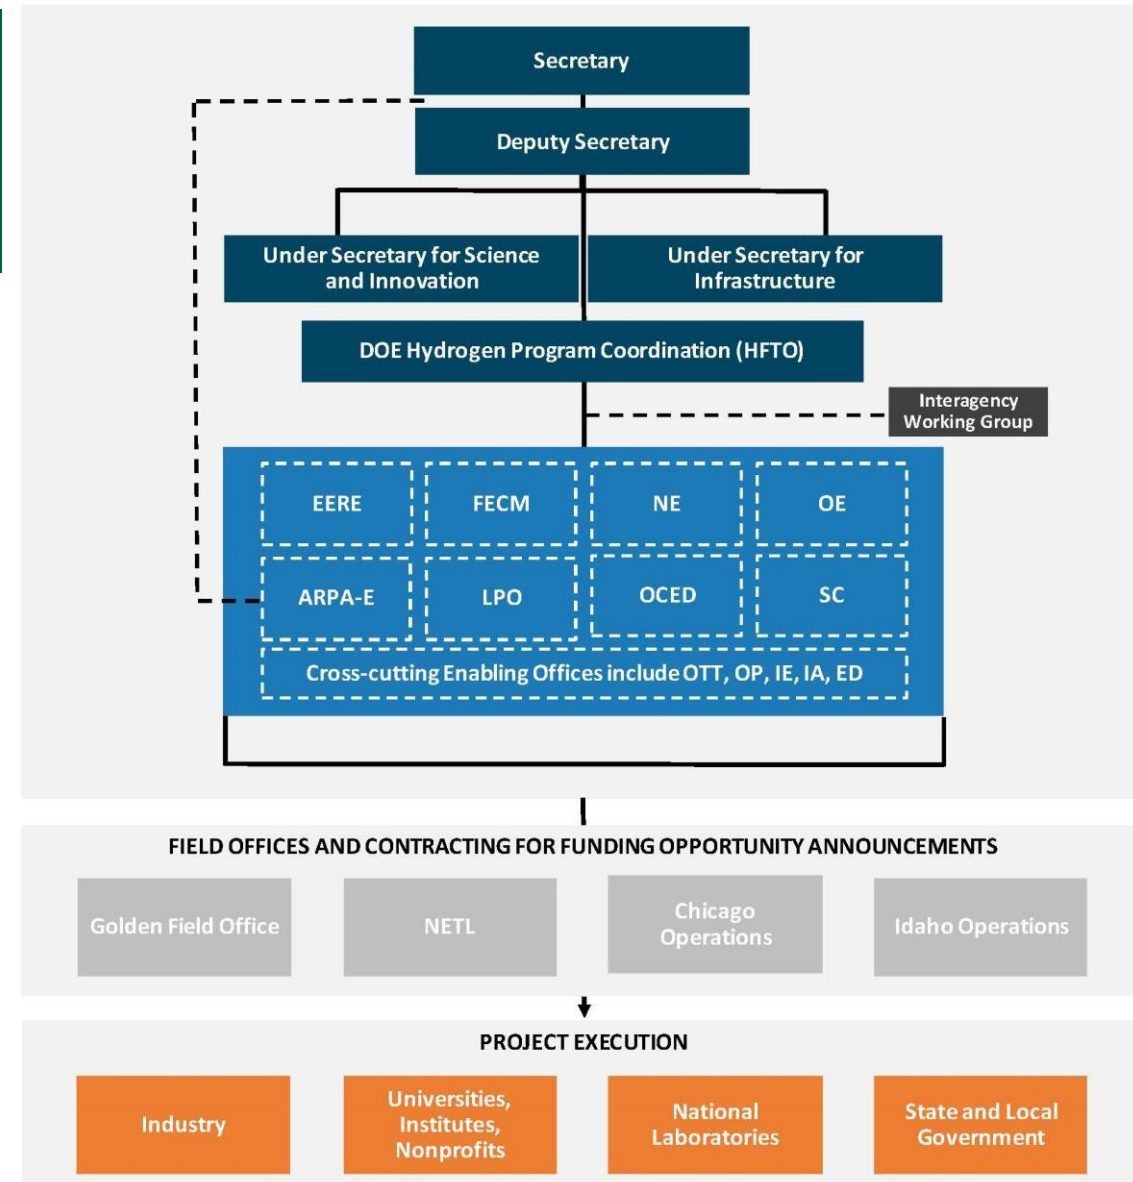 Secretary
Deputy Secretary
Under Secretary for Science
and Innovation
Under Secretary for
Infrastructure
DOE Hydrogen Program Coordination (HFTO)
Interagency
Working Group
EERE
FECM
NE
OE
ARPA-E
LPO
OCED
SC
Cross-cutting Enabling Offices include OTT, OP, IE, IA, ED
FIELD OFFICES AND CONTRACTING FOR FUNDING OPPORTUNITY ANNOUNCEMENTS
Golden Field Office
NETL
Chicago
Operations
Idaho Operations
PROJECT EXECUTION
Industry
Universities,
Institutes,
Nonprofits
National
Laboratories
State and Local
Government